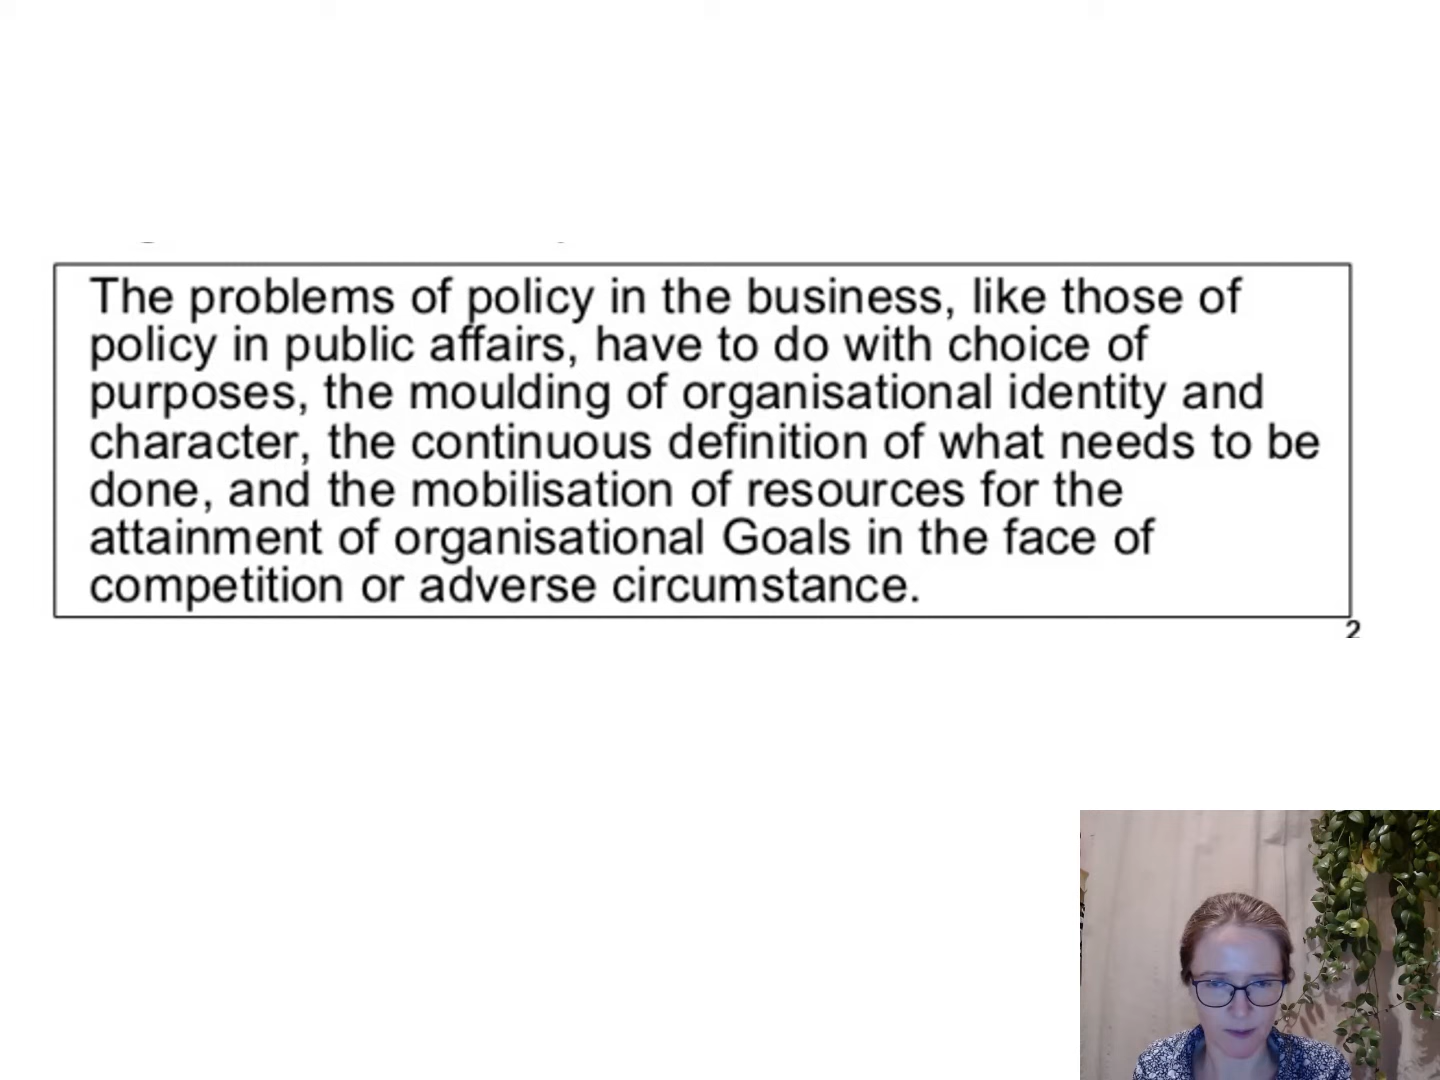 The problems of policy in the business, like those of
policy in public affairs, have to do with choice of
purposes, the moulding of organisational identity and
character, the continuous definition of what needs to be
done, and the mobilisation of resources for the
attainment of organisational Goals in the face of
competition or adverse circumstance.
2